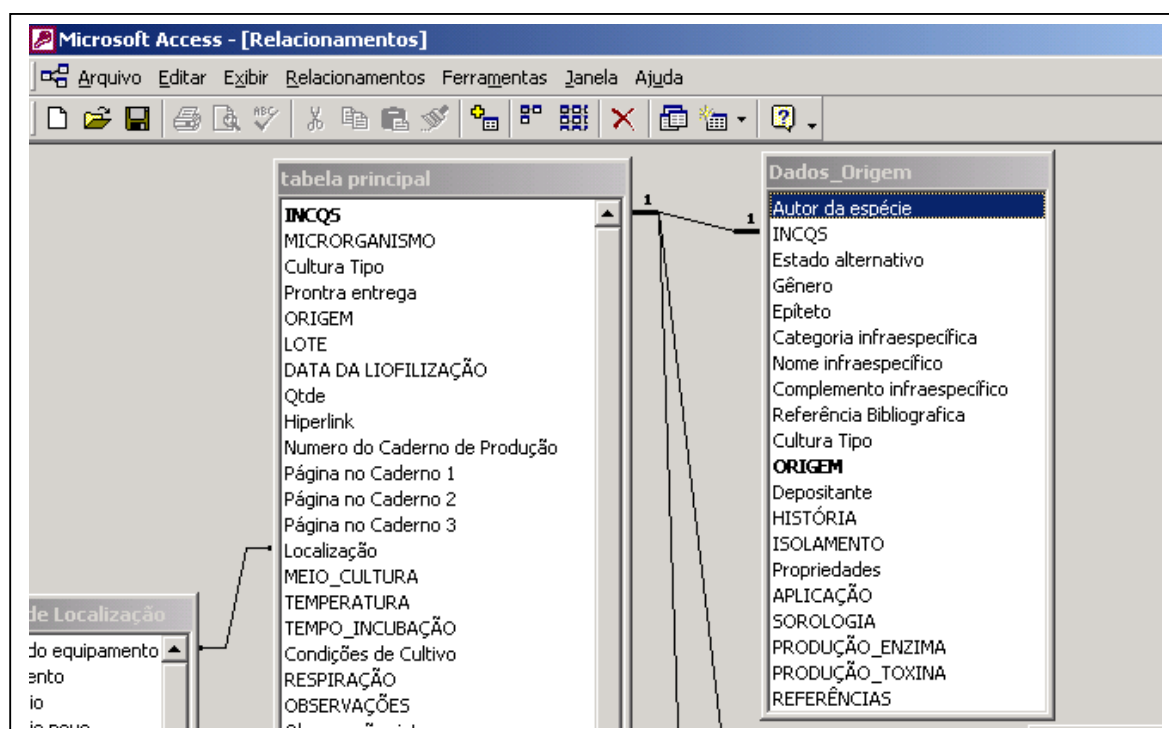 Microsoft Access - [Relacionamentos]
Arquivo Editar Exibir Relacionamentos Ferramentas Janela Ajuda
tabela principal
INCQS
MICRORGANISMO
Cultura Tipo
Prontra entrega
ORIGEM
LOTE
DATA DA LIOFILIZAÇÃO
Qtde
Hiperlink
Numero do Caderno de Produção
Página no Caderno 1
Página no Caderno 2
Página no Caderno 3
Localização
MEIO_CULTURA
TEMPERATURA
TEMPO_INCUBAÇÃO
Condições de Cultivo
RESPIRAÇÃO
OBSERVAÇÕES
1
1
Dados_Origem
Autor da espécie
INCQS
Estado alternativo
Gênero
Epíteto
Categoria infraespecífica
Nome infraespecífico
Complemento infraespecífico
Referência Bibliografica
Cultura Tipo
ORIGEM
Depositante
HISTÓRIA
ISOLAMENTO
Propriedades
APLICAÇÃO
SOROLOGIA
PRODUÇÃO_ENZIMA
PRODUÇÃO_TOXINA
REFERÊNCIAS
de Localização
do equipamento
ento
io